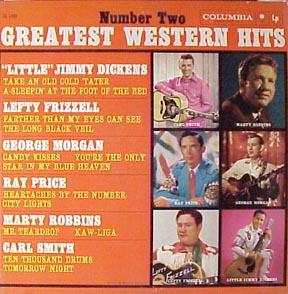 Number Two
COLUMBIA Lp
GREATEST WESTERN HITS
"LITTLE" JIMMY DICKENS
TAKE AN OLD COLD 'TATER
A-SLEEPIN' AT THE FOOT OF THE BED
LEFTY FRIZZELL
FARTHER THAN MY EYES CAN SEE
THE LONG BLACK VEIL
GEORGE MORGAN
CANDY KISSES YOU'RE THE ONLY
STAR IN MY BLUE HEAVEN
RAY PRICE
HEARTACHES BY THE NUMBER
CITY LIGHTS
MARTY ROBBINS
MR. TEARDROP KAW-LIGA
CARL SMITH
TEN THOUSAND DRUMS
TOMORROW NIGHT
CARL SMITH
MARTY ROBBINS
RAY PRICE
GEORGE MORGAN
LEFTY FRIZZELL
LITTLE JIMMY DICKENS